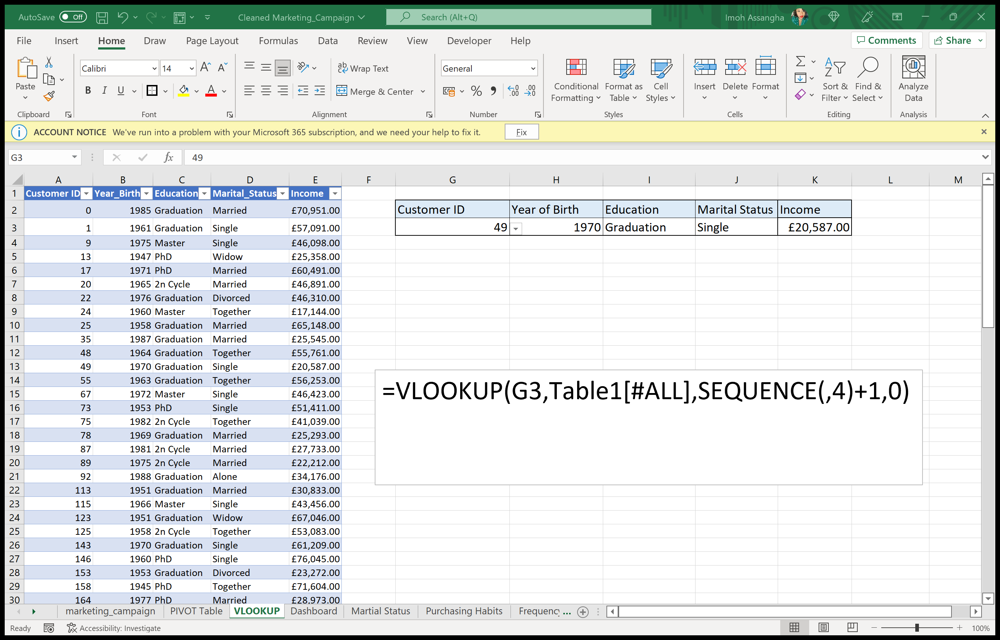 AutoSave Off Cleaned Marketing_Campaign Search (Alt+Q) Imoh Assangha
File Insert Home Draw Page Layout Formulas Data Review View Developer Help Comments Share
Calibri 14 Wrap Text General
Paste B I U Merge & Center % Conditional Formatting Format as Table Cell Styles Insert Delete Format Sort & Filter Find & Select Analyze Data
Clipboard Font Alignment Number Styles Cells Editing Analysis
ACCOUNT NOTICE We've run into a problem with your Microsoft 365 subscription, and we need your help to fix it. Fix
G3 fx 49
A B C D E F G H I J K L M
1 Customer ID Year_Birth Education Marital_Status Income
2 0 1985 Graduation Married £70,951.00 Customer ID Year of Birth Education Marital Status Income
3 1 1961 Graduation Single £57,091.00 49 1970 Graduation Single £20,587.00
4 9 1975 Master Single £46,098.00
5 13 1947 PhD Widow £25,358.00
6 17 1971 PhD Married £60,491.00
7 20 1965 2n Cycle Married £46,891.00
8 22 1976 Graduation Divorced £46,310.00
9 24 1960 Master Together £17,144.00
10 25 1958 Graduation Married £65,148.00
11 35 1987 Graduation Married £25,545.00
12 48 1964 Graduation Together £55,761.00
13 49 1970 Graduation Single £20,587.00
14 55 1963 Graduation Together £56,253.00
=VLOOKUP(G3,Table1[#ALL],SEQUENCE(,4)+1,0)
15 67 1972 Master Single £46,423.00
16 73 1953 PhD Single £51,411.00
17 75 1982 2n Cycle Together £41,039.00
18 78 1969 Graduation Married £25,293.00
19 87 1981 2n Cycle Married £27,733.00
20 89 1975 2n Cycle Married £22,212.00
21 92 1988 Graduation Alone £34,176.00
22 113 1951 Graduation Married £30,833.00
23 115 1966 Master Single £43,456.00
24 123 1951 Graduation Widow £67,046.00
25 125 1958 2n Cycle Together £53,083.00
26 143 1970 Graduation Single £61,209.00
27 146 1960 PhD Single £76,045.00
28 153 1953 Graduation Divorced £23,272.00
29 158 1945 PhD Together £71,604.00
30 164 1977 PhD Married £28,973.00
marketing_campaign PIVOT Table VLOOKUP Dashboard Martial Status Purchasing Habits Frequency ...
Ready Accessibility: Investigate 100%